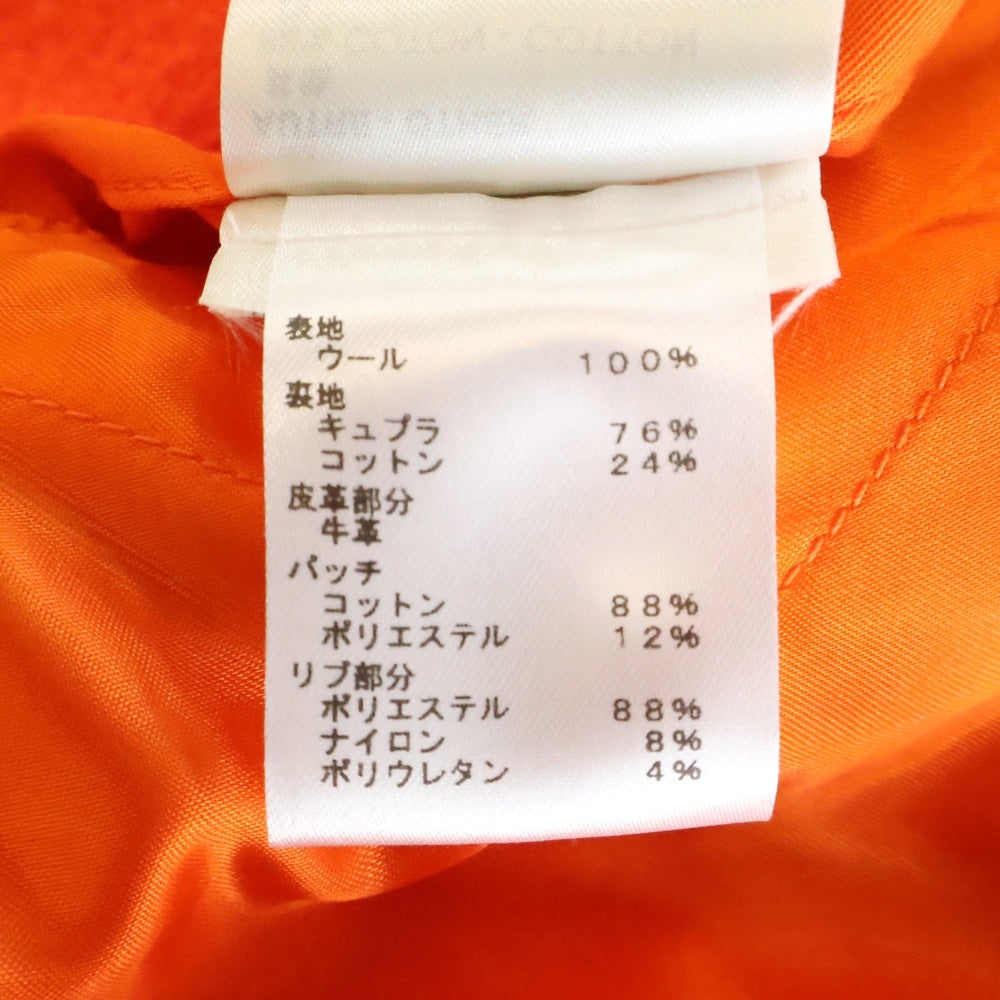 表地
ウール 100%
裏地
キュプラ 76%
コットン 24%
皮革部分
牛革
パッチ
コットン 88%
ポリエステル 12%
リブ部分
ポリエステル 88%
ナイロン 8%
ポリウレタン 4%